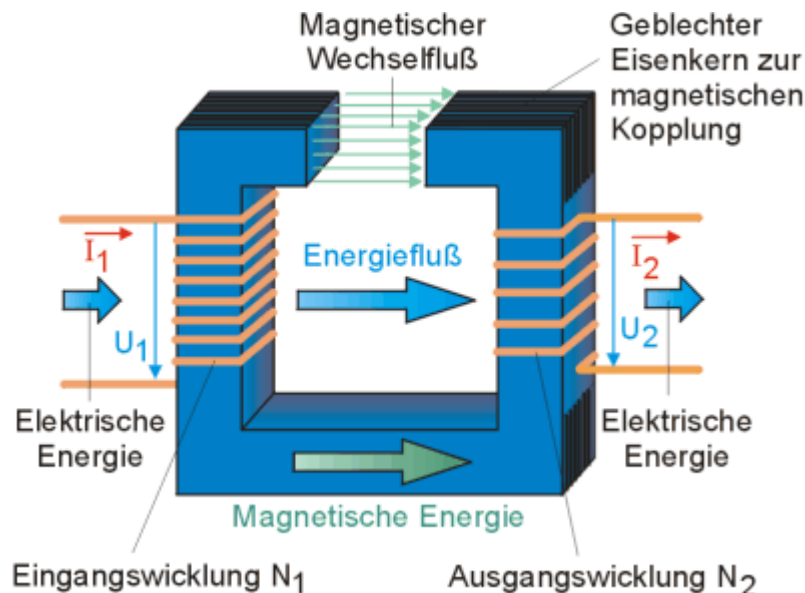 Magnetischer
Wechselfluß
Geblechter
Eisenkern zur
magnetischen
Kopplung
I1
Energiefluß
I2
U1
U2
Elektrische
Energie
Elektrische
Energie
Magnetische Energie
Eingangswicklung N1
Ausgangswicklung N2